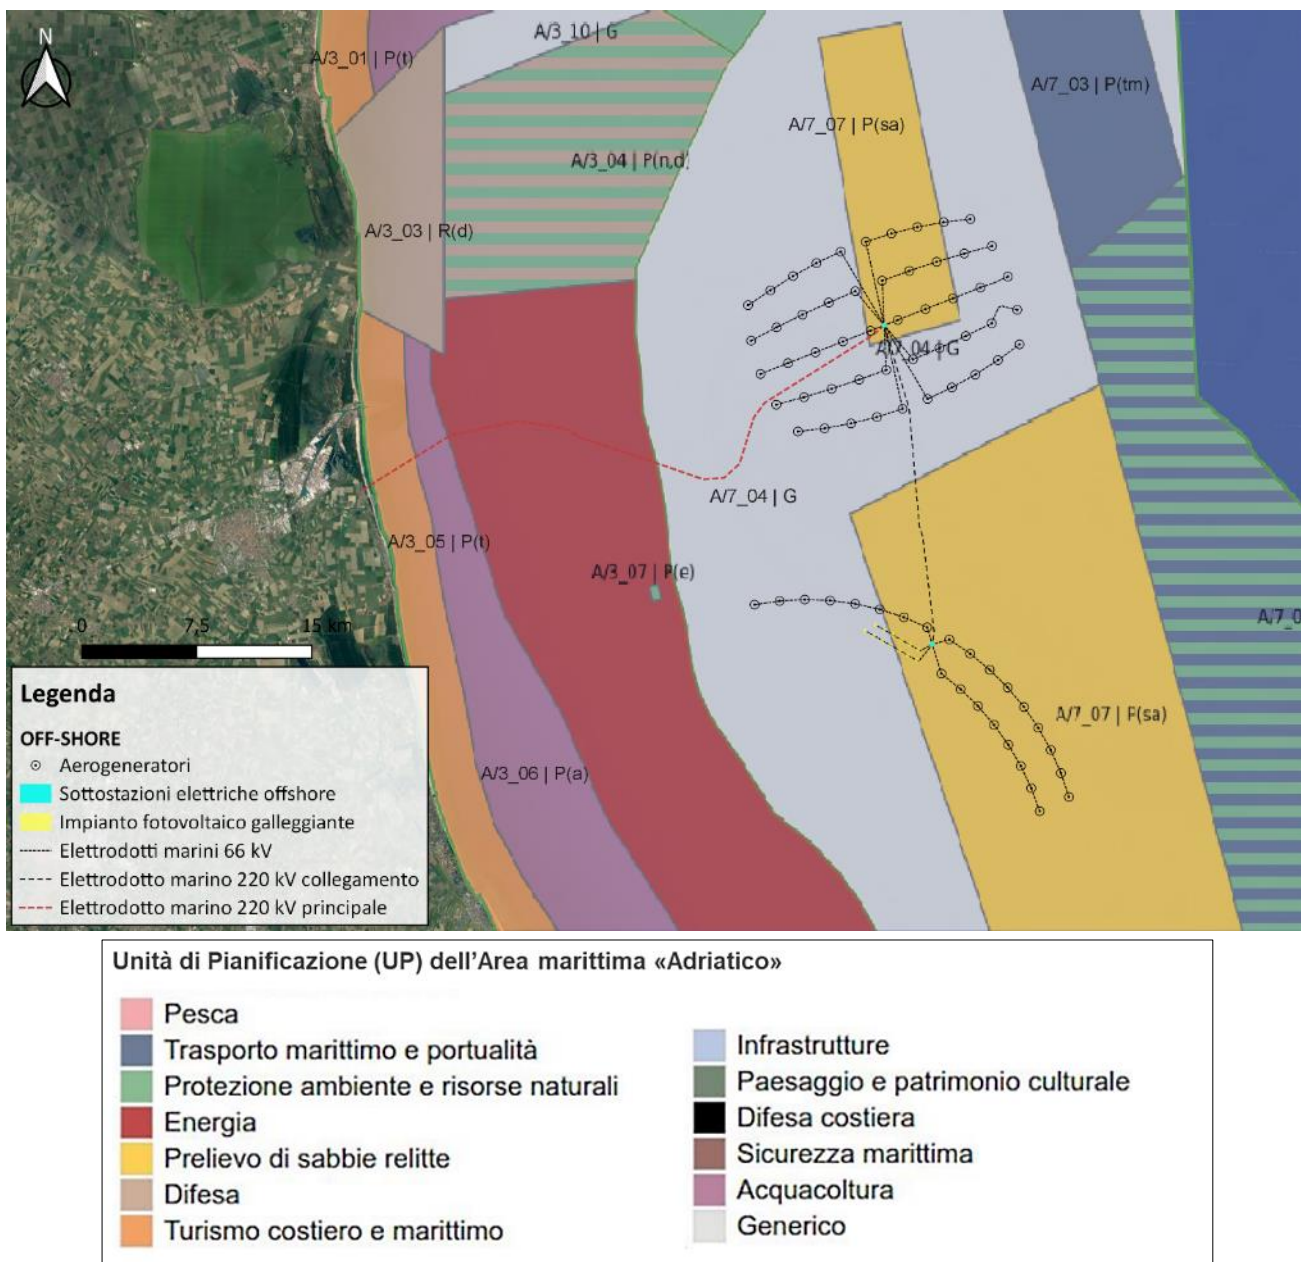 N
A/3_01 | P(t)
A/3_10 | G
A/7_03 | P(tm)
A/7_07 | P(sa)
A/3_04 | P(n,d)
A/3_03 | R(d)
A/7_04 | G
A/7_04 | G
A/3_05 | P(t)
A/3_07 | P(e)
A/7_0
0 7,5 15 km
A/7_07 | P(sa)
A/3_06 | P(a)
Legenda
OFF-SHORE
Aerogeneratori
Sottostazioni elettriche offshore
Impianto fotovoltaico galleggiante
Elettrodotti marini 66 kV
Elettrodotto marino 220 kV collegamento
Elettrodotto marino 220 kV principale
Unità di Pianificazione (UP) dell'Area marittima «Adriatico»
Pesca
Trasporto marittimo e portualità
Protezione ambiente e risorse naturali
Energia
Prelievo di sabbie relitte
Difesa
Turismo costiero e marittimo
Infrastrutture
Paesaggio e patrimonio culturale
Difesa costiera
Sicurezza marittima
Acquacoltura
Generico